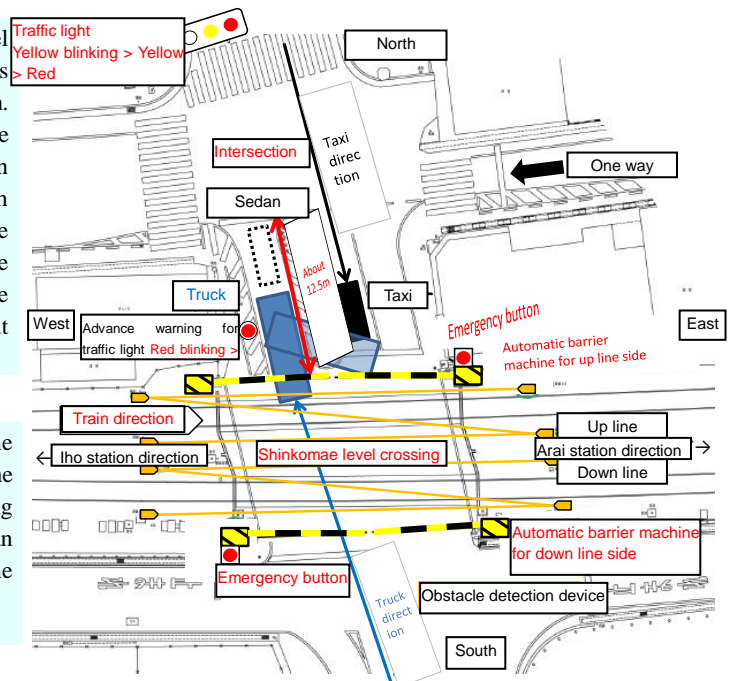 Traffic light
Yellow blinking > Yellow
> Red
North
Intersection
Taxi
direc
tion
One way
Sedan
About
12.5m
Truck
Taxi
Emergency button
West
Advance warning for
traffic light Red blinking >
East
Automatic barrier
machine for up line side
Train direction
Up line
Iho station direction
Shinkomae level crossing
Arai station direction
Down line
Automatic barrier machine
for down line side
Emergency button
Truck
direct
ion
Obstacle detection device
South